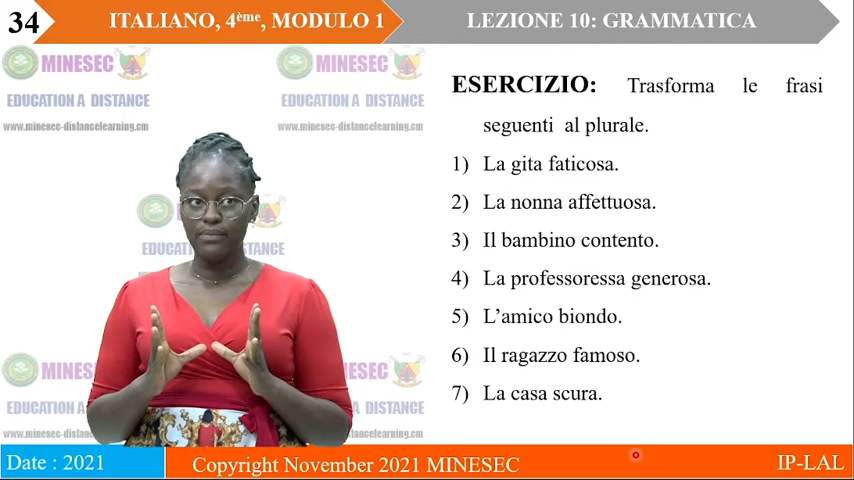 34
ITALIANO, 4ème, MODULO 1
LEZIONE 10: GRAMMATICA
MINESEC
EDUCATION A DISTANCE
www.minesec-distancelearning.cm
MINESEC
EDUCATION A DISTANCE
www.minesec-distancelearning.cm
ESERCIZIO: Trasforma le frasi
seguenti al plurale.
1) La gita faticosa.
2) La nonna affettuosa.
3) Il bambino contento.
4) La professoressa generosa.
5) L'amico biondo.
6) Il ragazzo famoso.
7) La casa scura.
Date : 2021
Copyright November 2021 MINESEC
IP-LAL